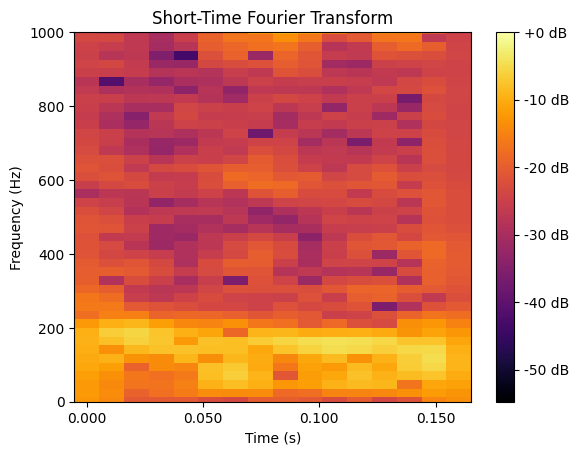 Short-Time Fourier Transform
1000
800
600
400
200
0
Frequency (Hz)
0.000
0.050
0.100
0.150
Time (s)
+0 dB
-10 dB
-20 dB
-30 dB
-40 dB
-50 dB